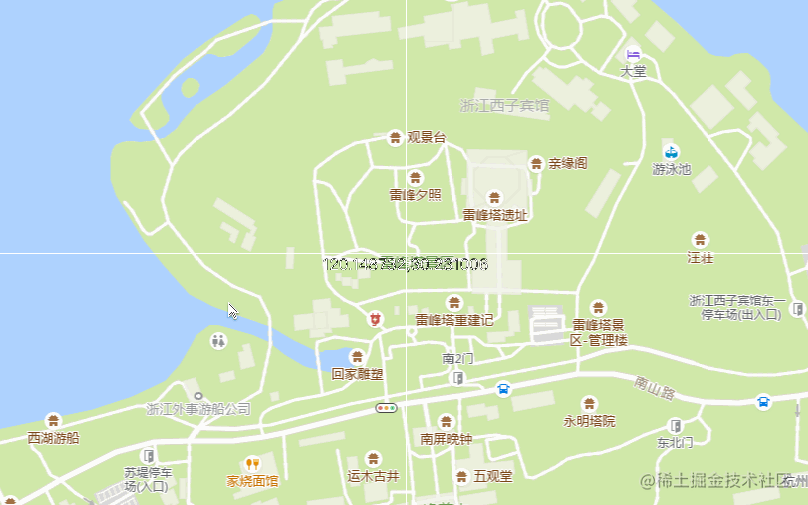 大堂
浙江西子宾馆
观景台
亲缘阁
游泳池
雷峰夕照
雷峰塔遗址
汪壮
浙江西子宾馆东一
停车场(出入口)
雷峰塔重建记
雷峰塔景
区-管理楼
南2门
回家雕塑
南山路
浙江外事游船公司
永明塔院
西湖游船
南屏晚钟
东北门
苏堤停车
场(入口)
家烧面馆
运木古井
五观堂
@稀土掘金技术社区
杭州